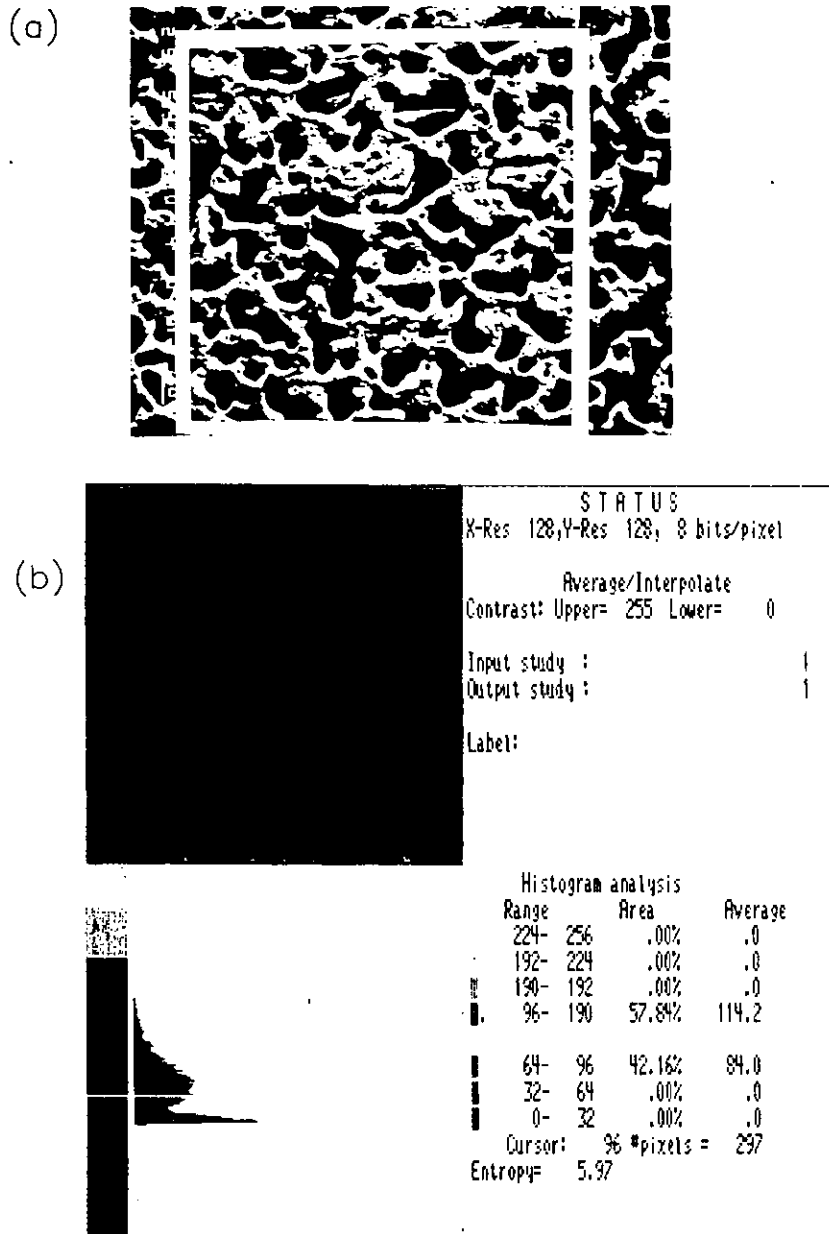 (a)
(b)
STATUS
X-Res 128,Y-Res 128, 8 bits/pixel
Average/Interpolate
Contrast: Upper= 255 Lower= 0
Input study : 1
Output study : 1
Label:
Histogram analysis
Range Area Average
224- 256 .00% .0
192- 224 .00% .0
190- 192 .00% .0
96- 190 57.84% 114.2
64- 96 42.16% 84.0
32- 64 .00% .0
0- 32 .00% .0
Cursor: 96 #pixels = 297
Entropy= 5.97